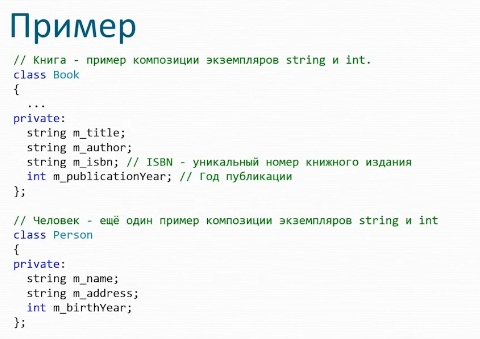 Пример
// Книга - пример композиции экземпляров string и int.
class Book
{
  ...
private:
  string m_title;
  string m_author;
  string m_isbn; // ISBN - уникальный номер книжного издания
  int m_publicationYear; // Год публикации
};
// Человек - ещё один пример композиции экземпляров string и int
class Person
{
private:
  string m_name;
  string m_address;
  int m_birthYear;
};